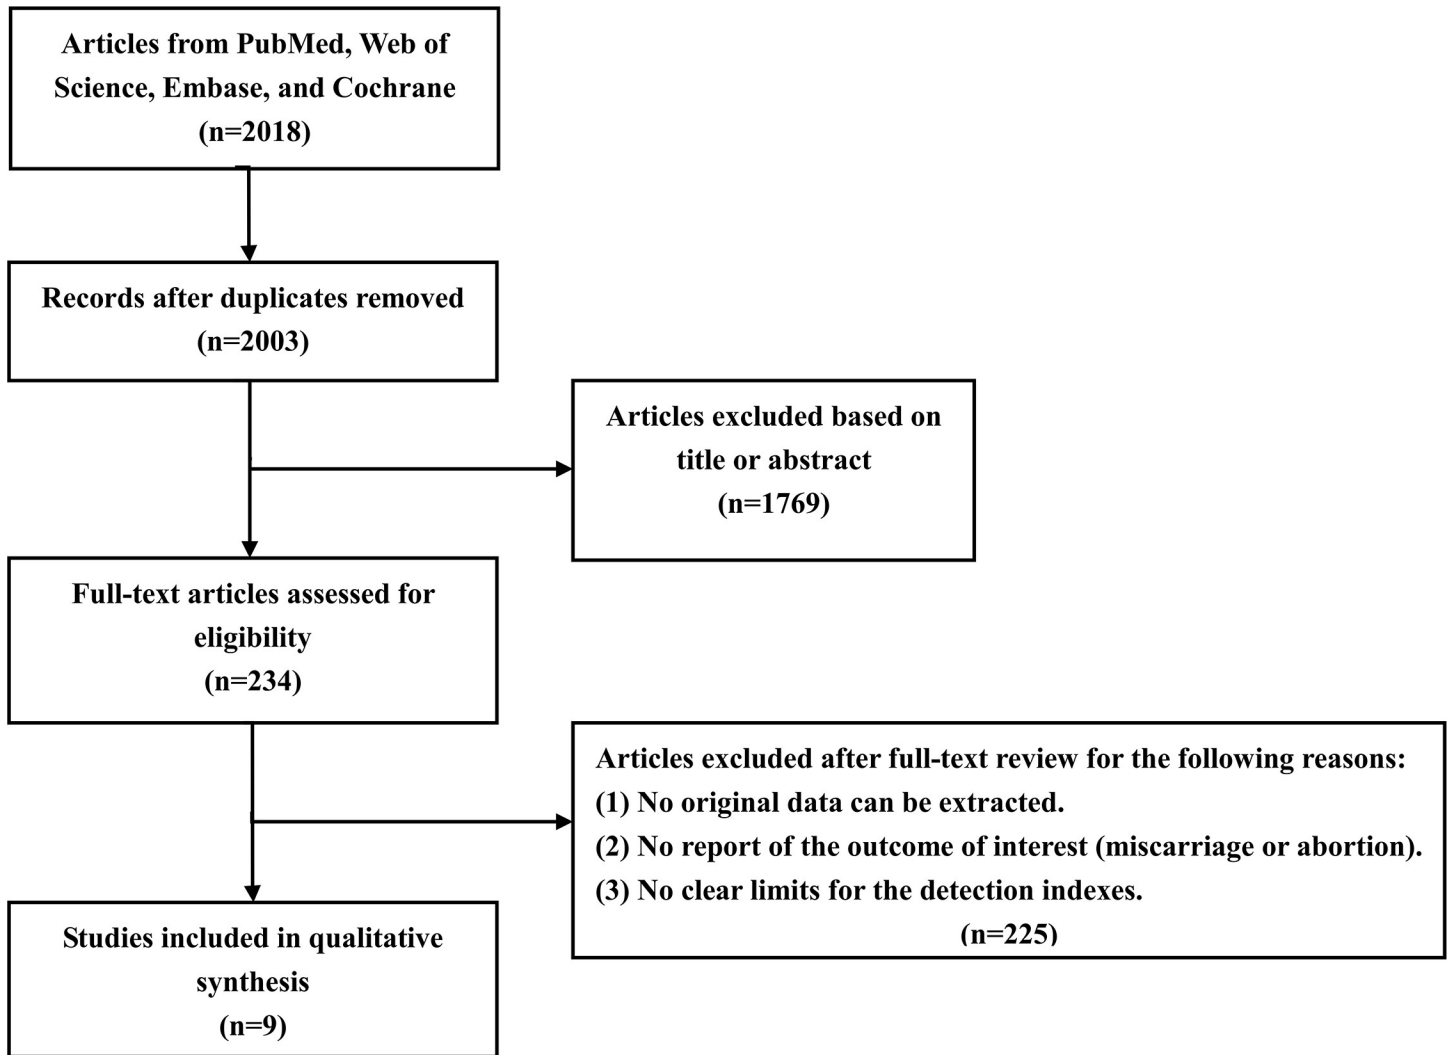 Articles from PubMed, Web of
Science, Embase, and Cochrane
(n=2018)
Records after duplicates removed
(n=2003)
Articles excluded based on
title or abstract
(n=1769)
Full-text articles assessed for
eligibility
(n=234)
Articles excluded after full-text review for the following reasons:
(1) No original data can be extracted.
(2) No report of the outcome of interest (miscarriage or abortion).
(3) No clear limits for the detection indexes.
(n=225)
Studies included in qualitative
synthesis
(n=9)